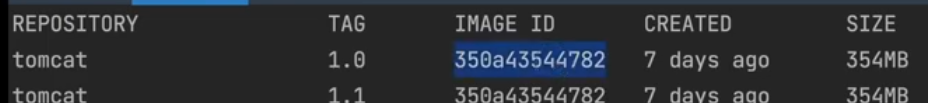 REPOSITORY TAG IMAGE ID CREATED SIZE
tomcat 1.0 350a43544782 7 days ago 354MB
tomcat 1.1 350a43544782 7 days ago 354MB